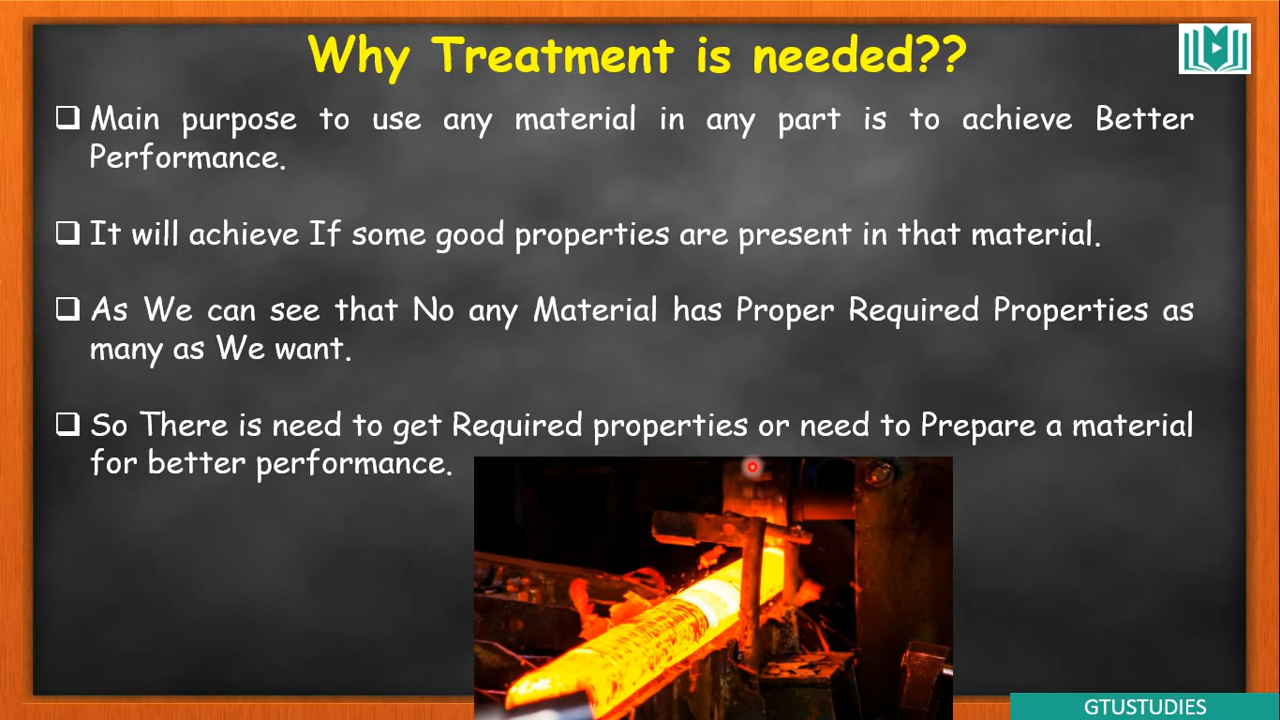 Why Treatment is needed??
Main purpose to use any material in any part is to achieve Better
Performance.
It will achieve If some good properties are present in that material.
As We can see that No any Material has Proper Required Properties as
many as We want.
So There is need to get Required properties or need to Prepare a material
for better performance.
GTUSTUDIES